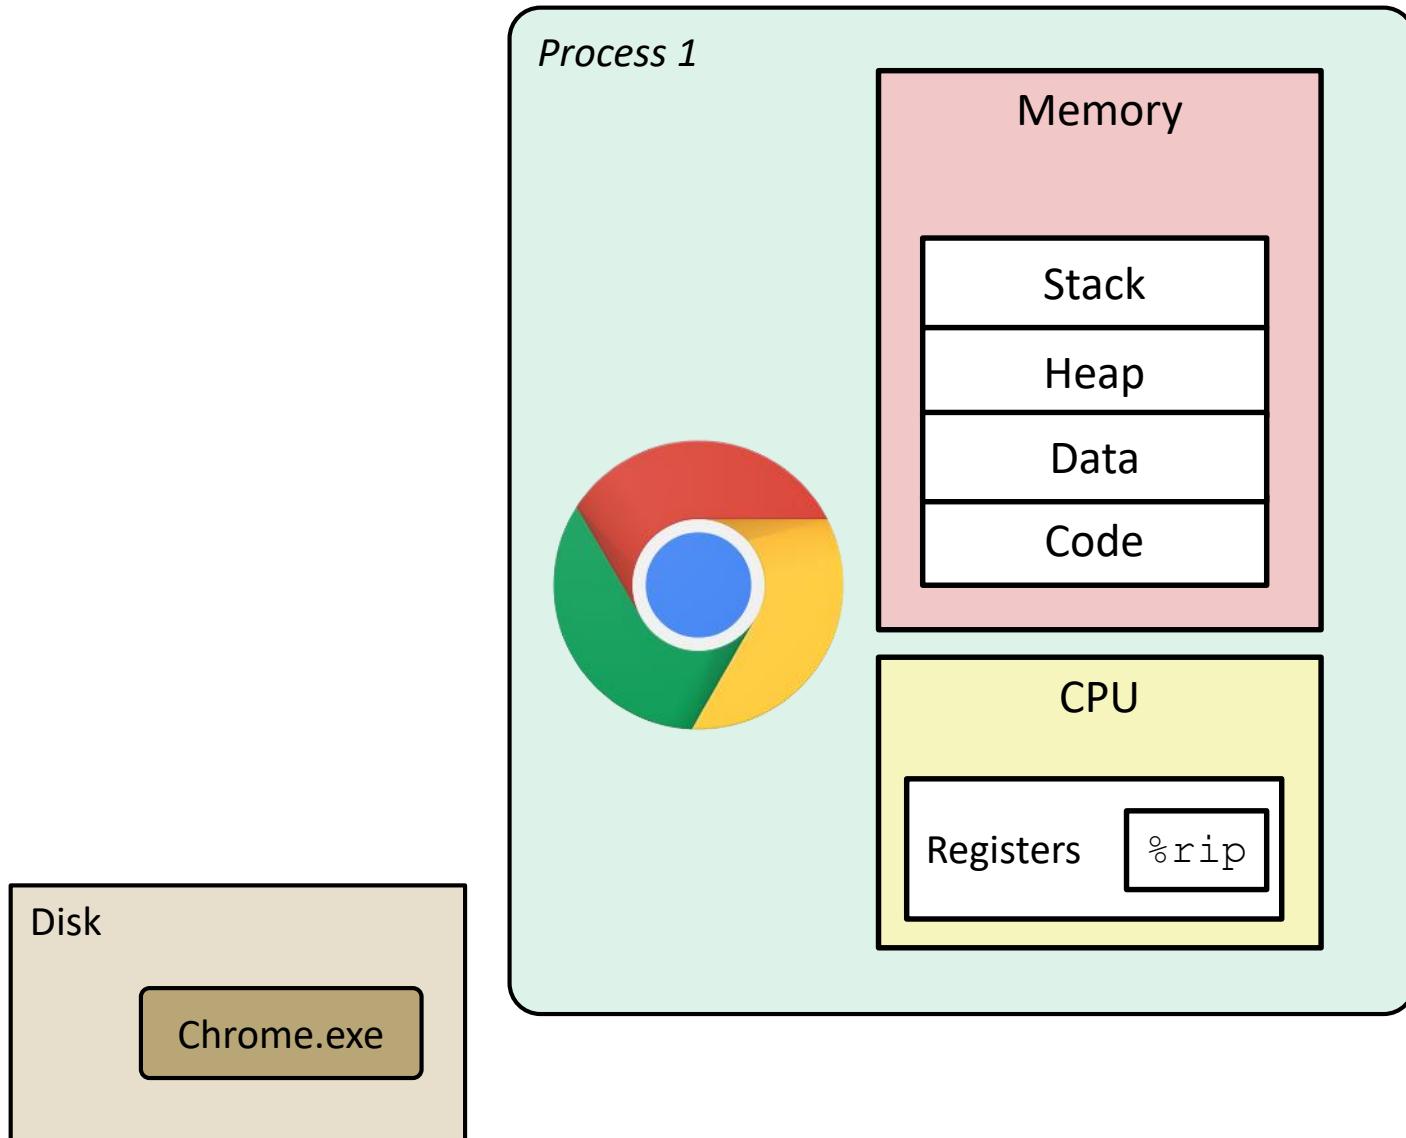 Process 1
Memory
Stack
Heap
Data
Code
CPU
Registers %rip
Disk
Chrome.exe